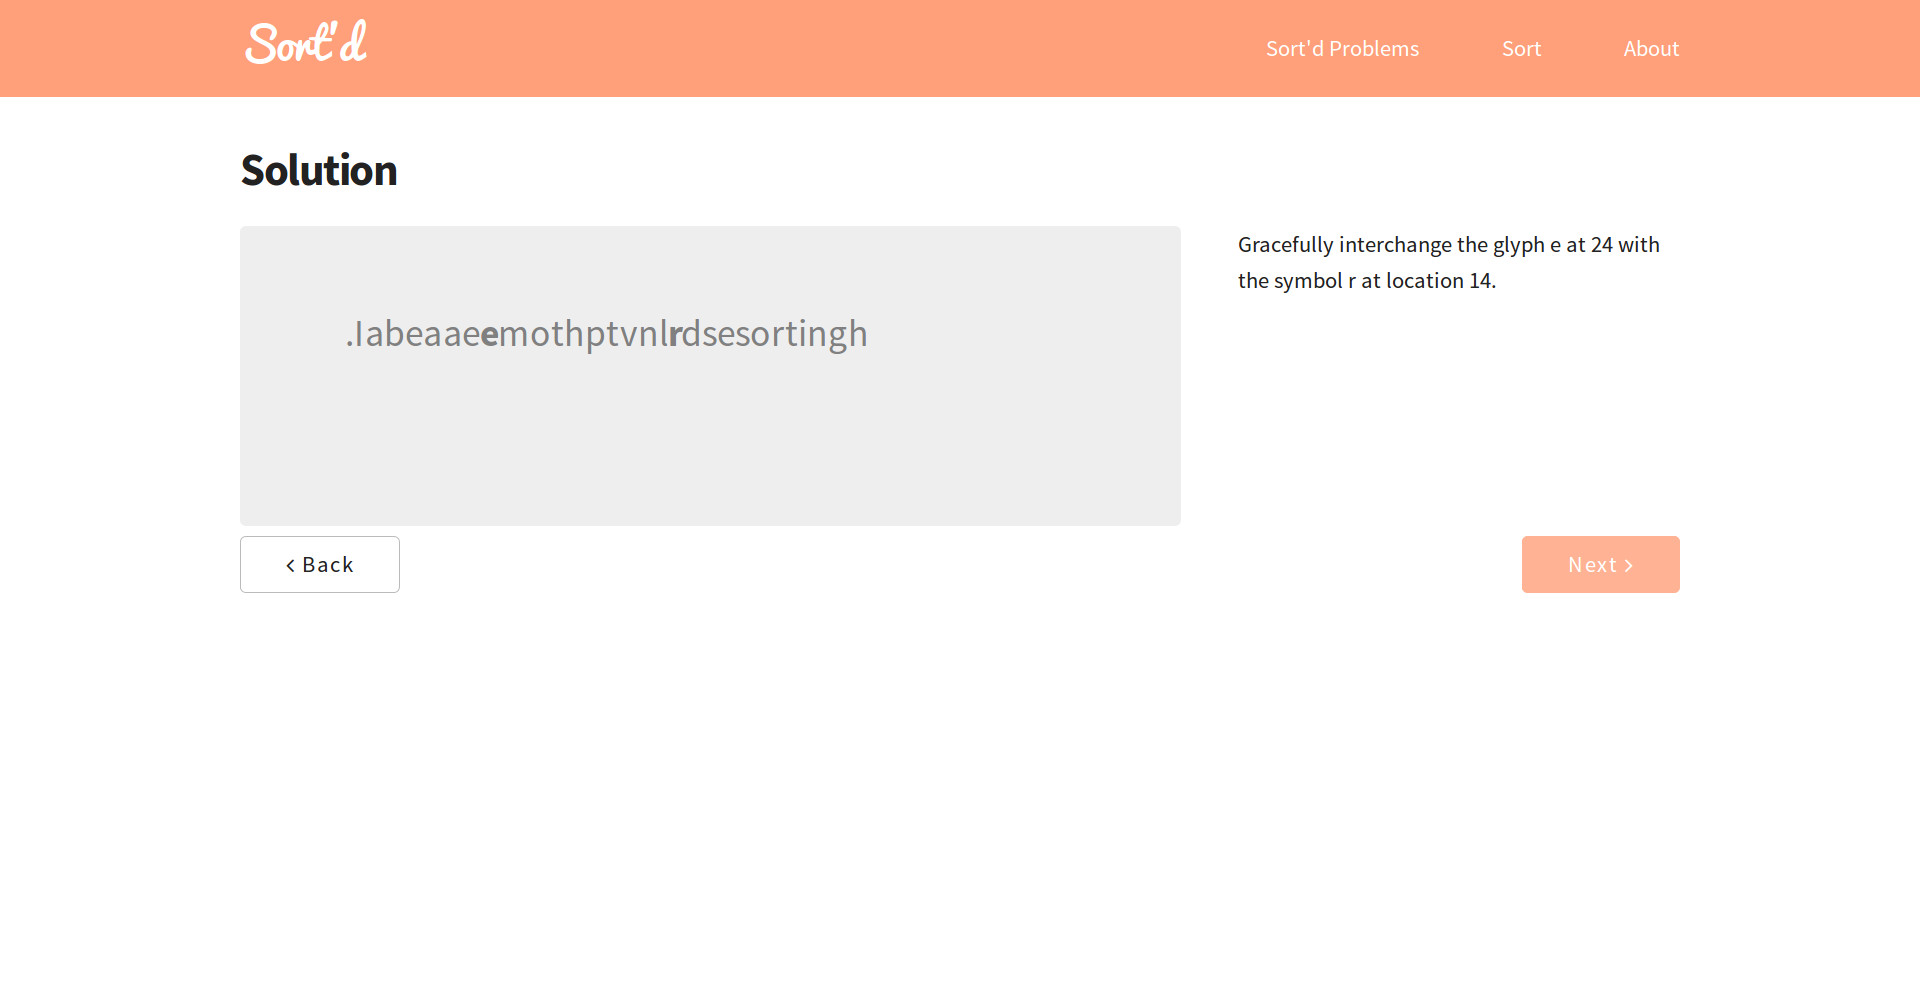 Sort'd
Sort'd Problems
Sort
About
Solution
.Iabeaaeemothptvnlrdsesortingh
Gracefully interchange the glyph e at 24 with
the symbol r at location 14.
< Back
Next >